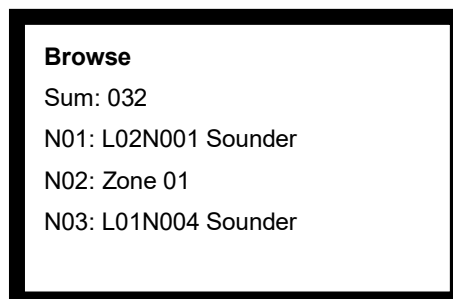 Browse
Sum: 032
N01: L02N001 Sounder
N02: Zone 01
N03: L01N004 Sounder